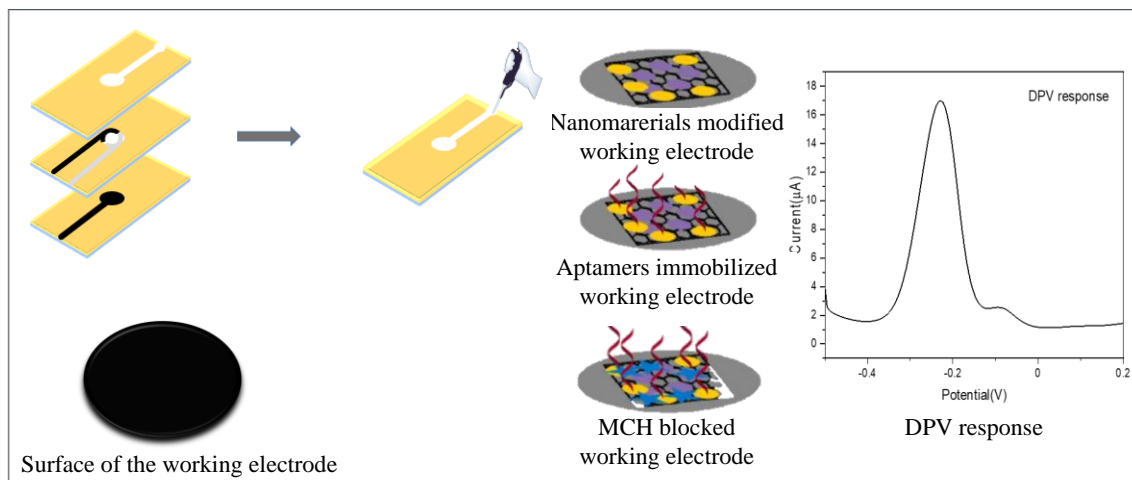 Nanomarerials modified
working electrode
Aptamers immobilized
working electrode
MCH blocked
working electrode
Surface of the working electrode
DPV response
18
16
14
12
10
8
6
4
2
0
Current(μA)
-0.4
-0.2
0
0.2
Potential(V)
DPV response